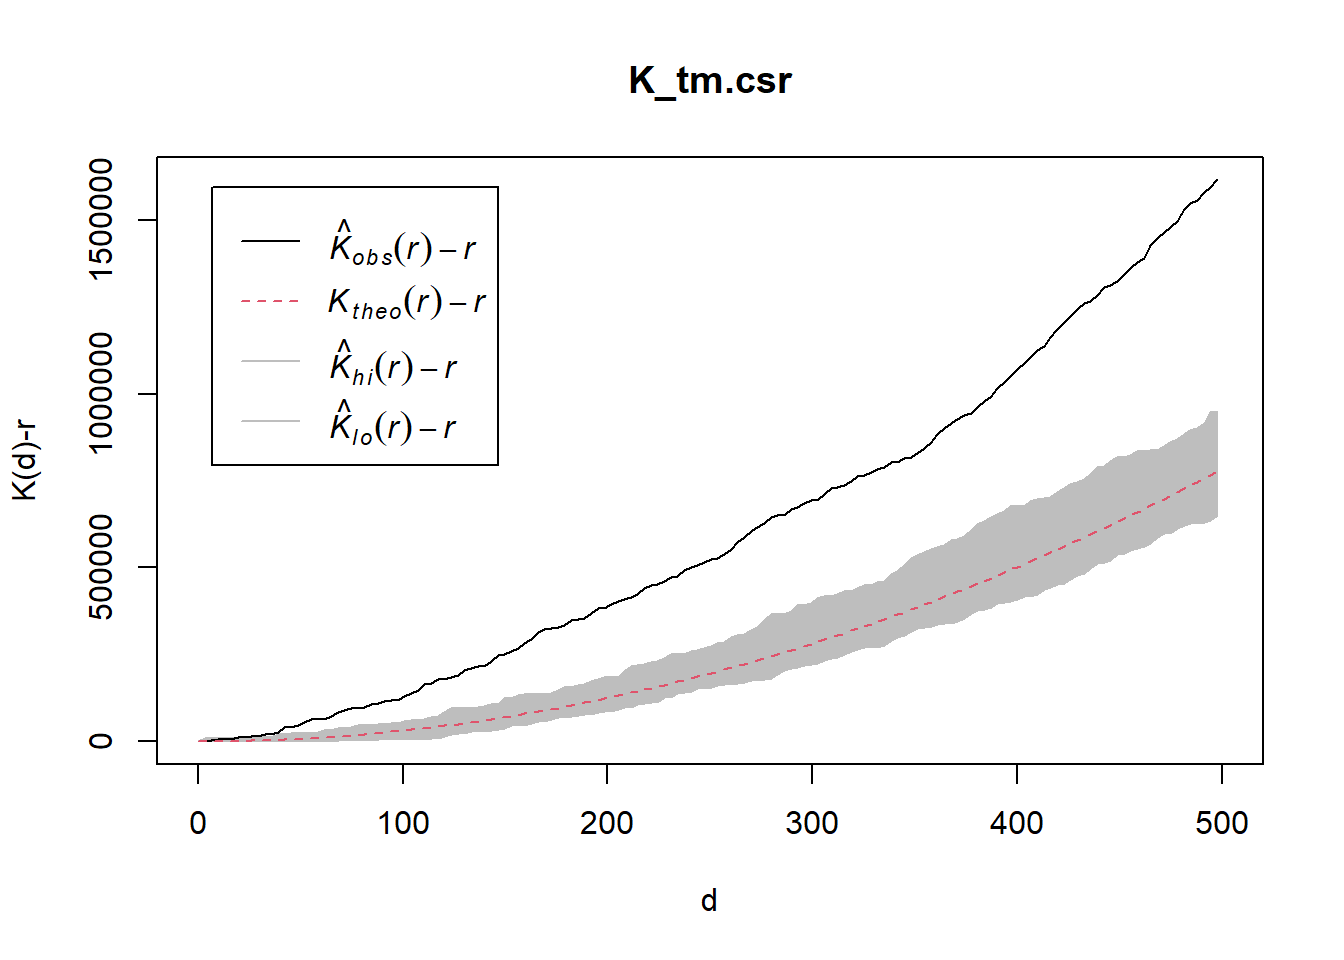 K_tm.csr
K̂obs(r) – r
Ktheo(r) – r
K̂hi(r) – r
K̂lo(r) – r
K(d)-r
0
500000
1000000
1500000
0 100 200 300 400 500
d